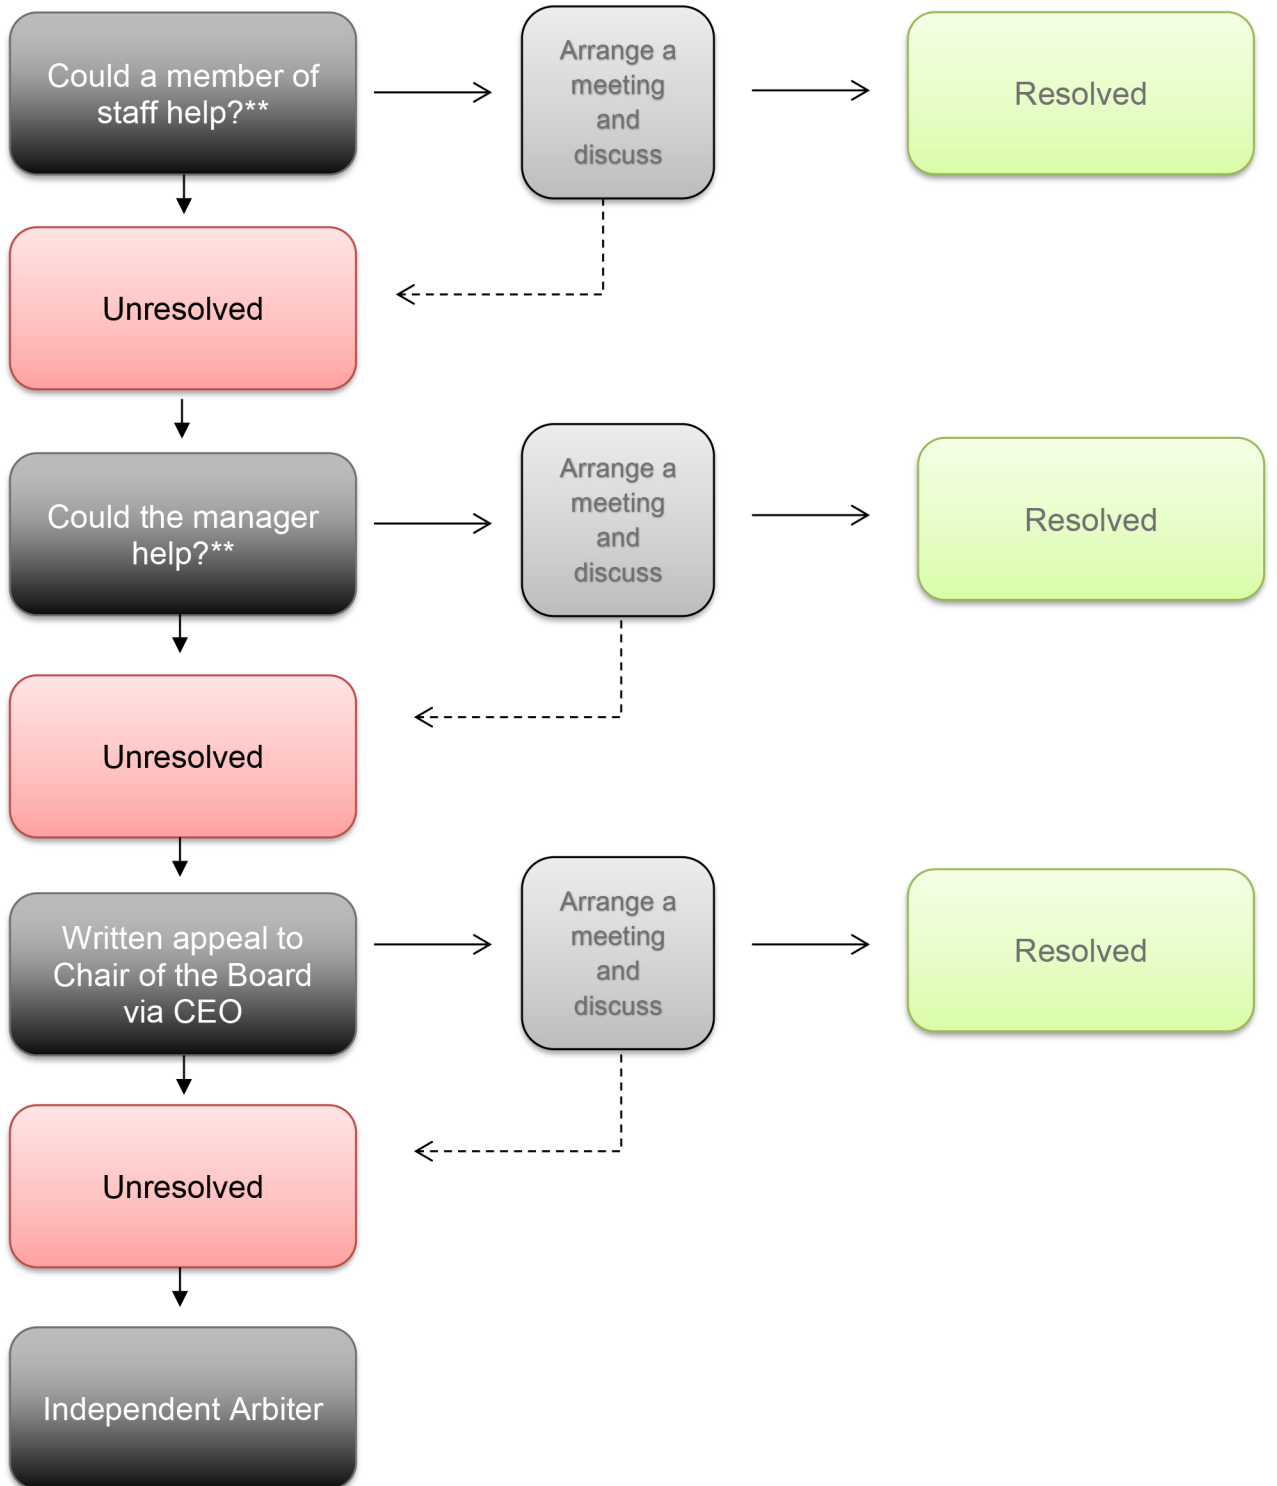 Could a member of
staff help?**
Arrange a
meeting
and
discuss
Resolved
Unresolved
Could the manager
help?**
Arrange a
meeting
and
discuss
Resolved
Unresolved
Written appeal to
Chair of the Board
via CEO
Arrange a
meeting
and
discuss
Resolved
Unresolved
Independent Arbiter